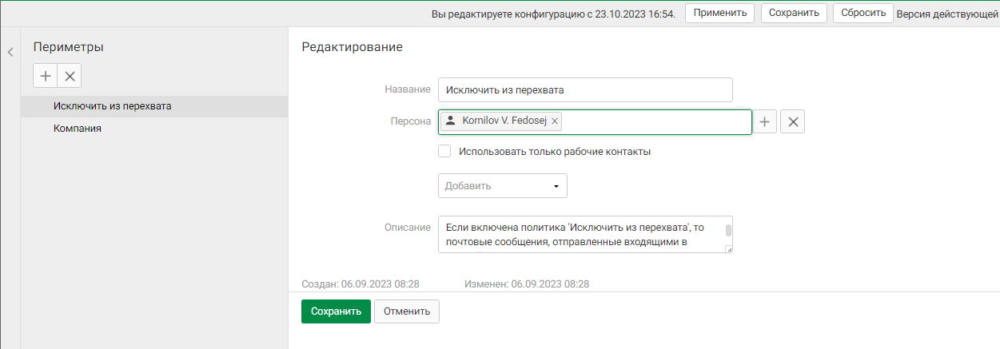 Вы редактируете конфигурацию с 23.10.2023 16:54. Применить Сохранить Сбросить Версия действующей
Периметры
Исключить из перехвата
Компания
Редактирование
Название Исключить из перехвата
Персона Kornilov V. Fedosej
Использовать только рабочие контакты
Добавить
Описание Если включена политика 'Исключить из перехвата', то
почтовые сообщения, отправленные входящими в
Создан: 06.09.2023 08:28 Изменен: 06.09.2023 08:28
Сохранить Отменить